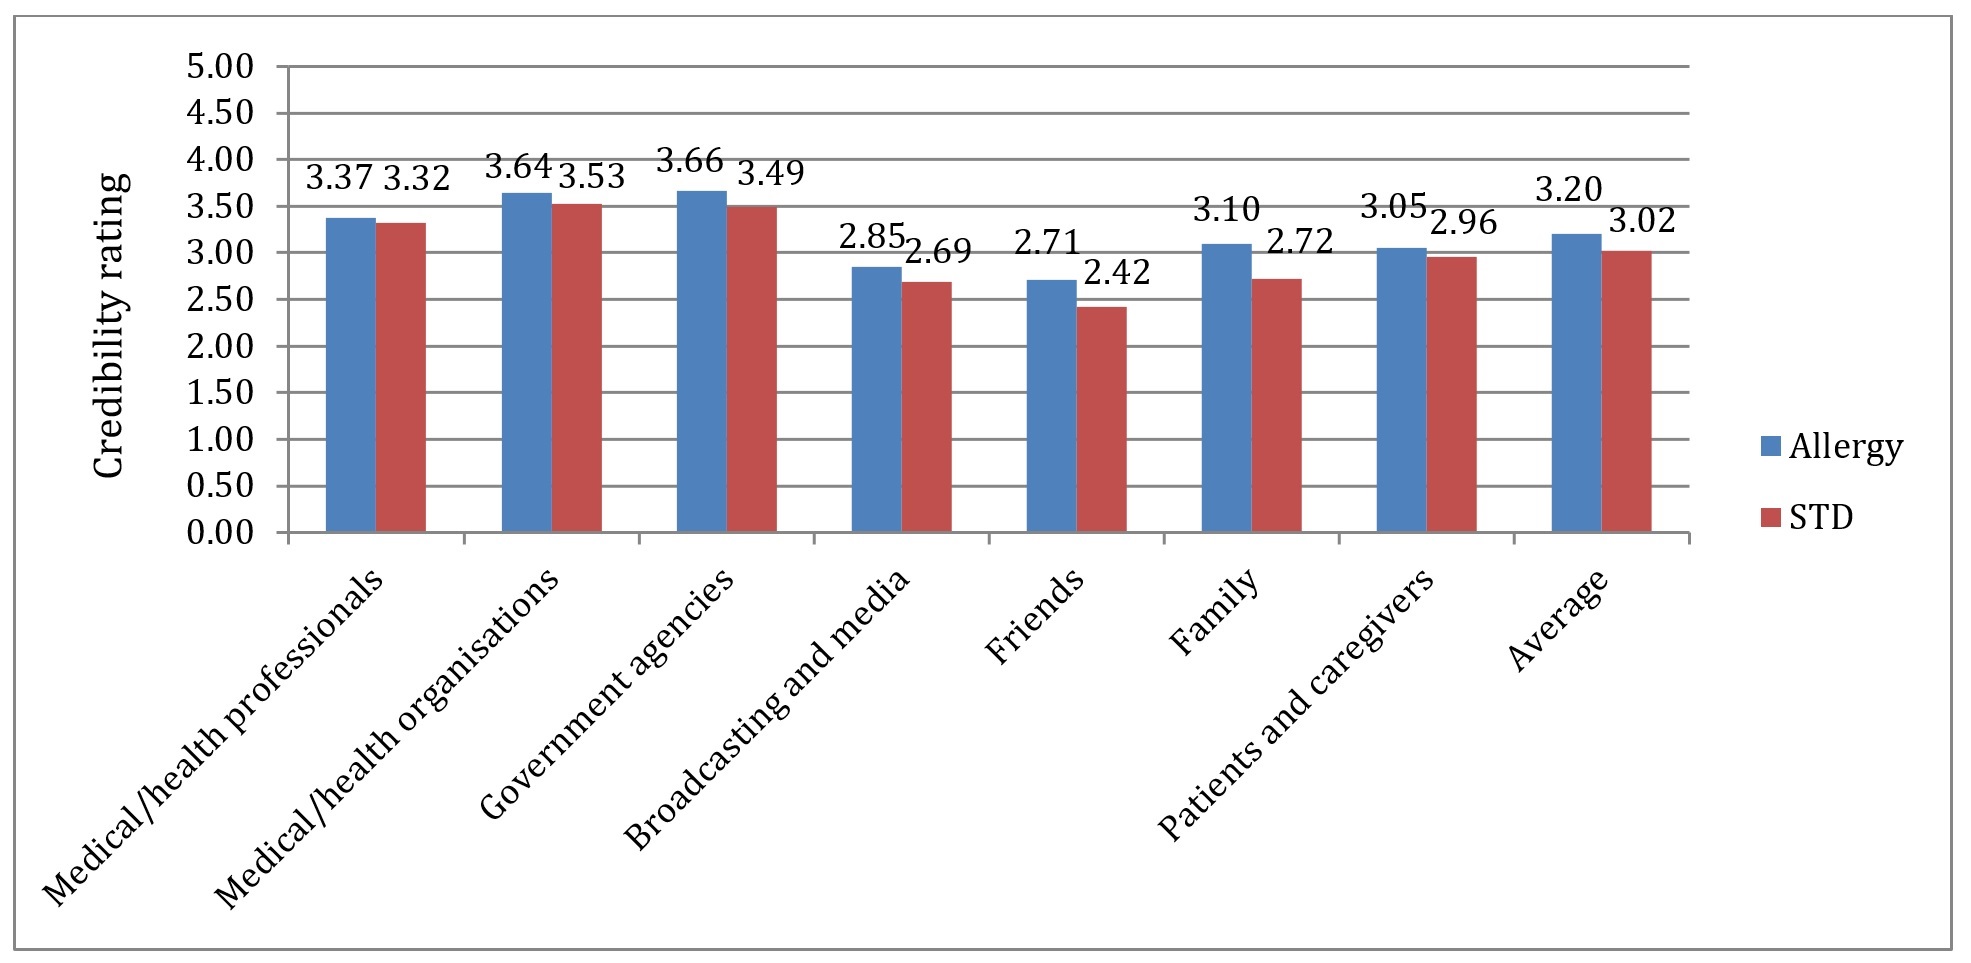 5.00
4.50
4.00
3.50
3.00
2.50
2.00
1.50
1.00
0.50
0.00
Credibility rating
3.37 3.32
3.64 3.53
3.66 3.49
2.85 2.69
2.71 2.42
3.10 2.72
3.05 2.96
3.20 3.02
Medical/health professionals
Medical/health organisations
Government agencies
Broadcasting and media
Friends
Family
Patients and caregivers
Average
Allergy
STD